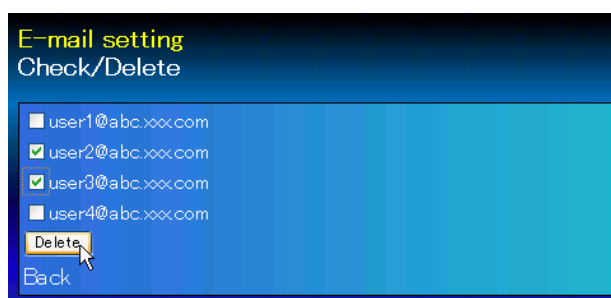 E-mail setting
Check/Delete
user1@abc.xxx.com
user2@abc.xxx.com
user3@abc.xxx.com
user4@abc.xxx.com
Delete
Back